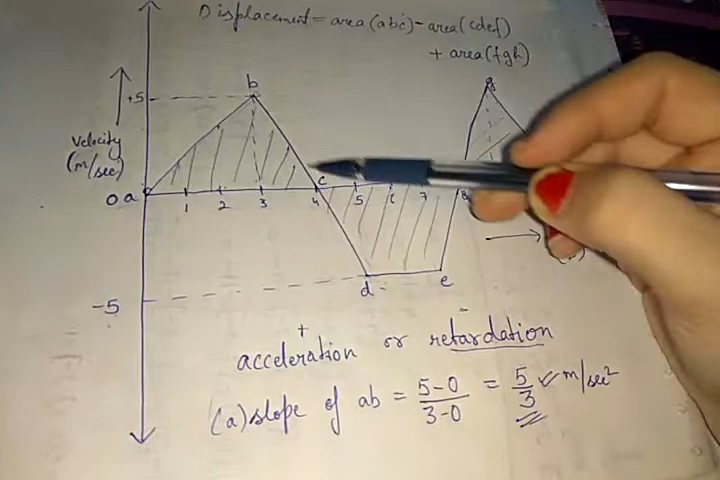 Displacement = area(abc) - area(cdef)
+ area(fgh)
b
g
+5
velocity
(m/sec)
0 a
c
1 2 3 4 5 6 7 8
d
e
-5
+ -
acceleration or retardation
(a) slope of ab = 5-0/3-0 = 5/3 ✓ m/sec²